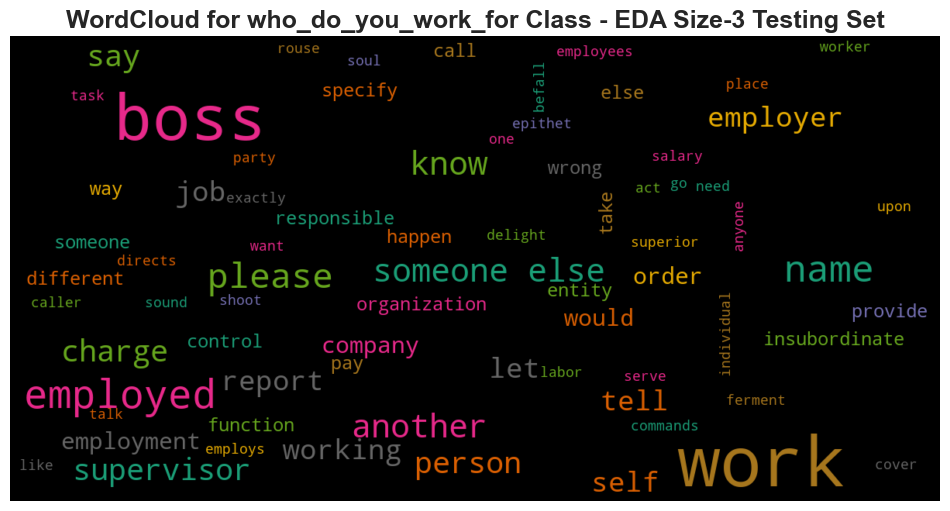 WordCloud for who_do_you_work_for Class - EDA Size-3 Testing Set
say
rouse
soul
call
employees
worker
task
boss
specify
befall
else
place
employer
epithet
one
party
know
wrong
salary
way
job
exactly
take
act
go
need
upon
responsible
anyone
someone
want
happen
delight
superior
directs
different
please
someone else
order
name
caller
sound
shoot
organization
entity
individual
provide
would
charge
control
company
pay
insubordinate
let
labor
employed
report
serve
tell
ferment
talk
function
another
commands
employment
employs
working
like
supervisor
person
self
work
cover